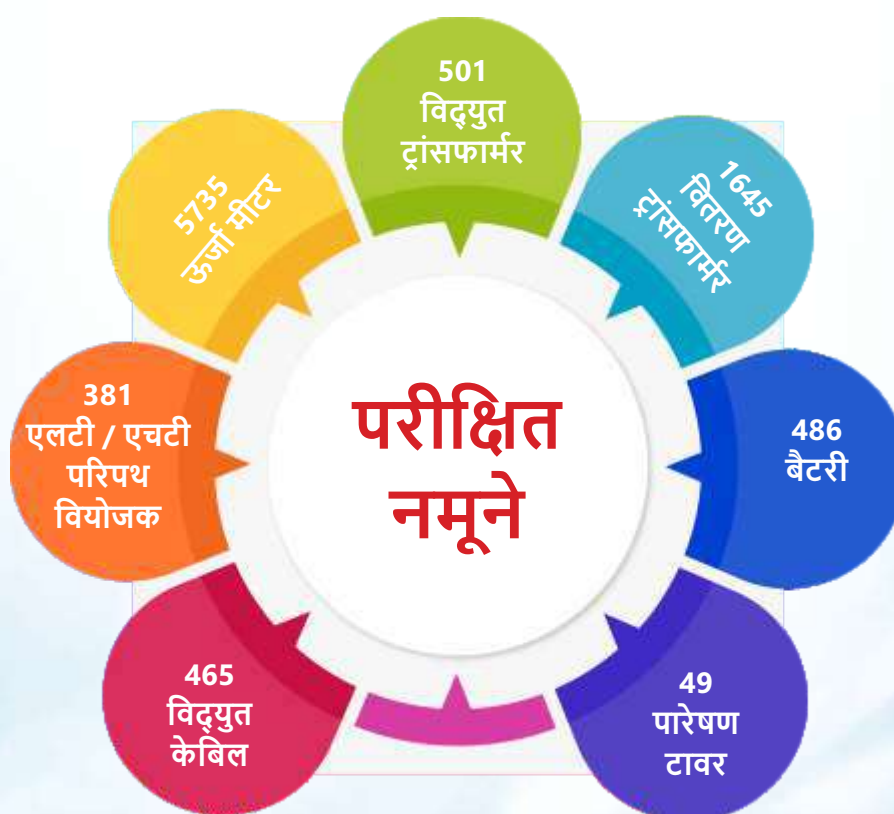 501
विद्युत
ट्रांसफार्मर
1645
वितरण
ट्रांसफार्मर
486
बैटरी
49
पारेषण
टावर
465
विद्युत
केबिल
381
एलटी / एचटी
परिपथ
वियोजक
5735
ऊर्जा मीटर
परीक्षित
नमूने